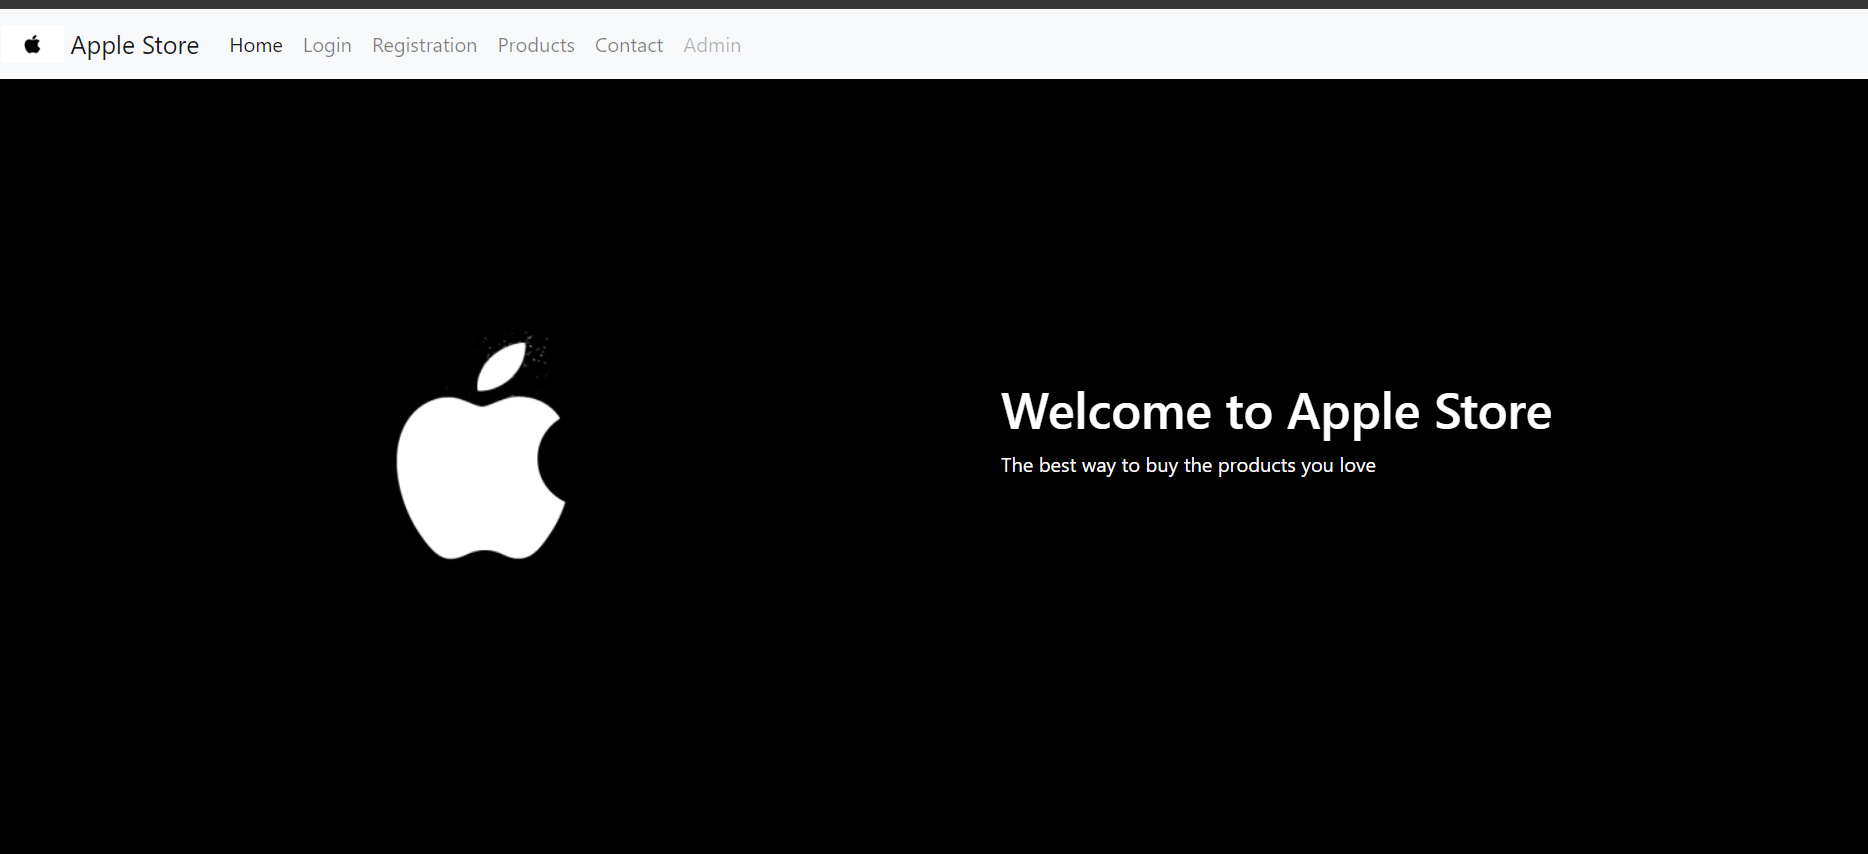 Apple Store Home Login Registration Products Contact Admin
Welcome to Apple Store
The best way to buy the products you love